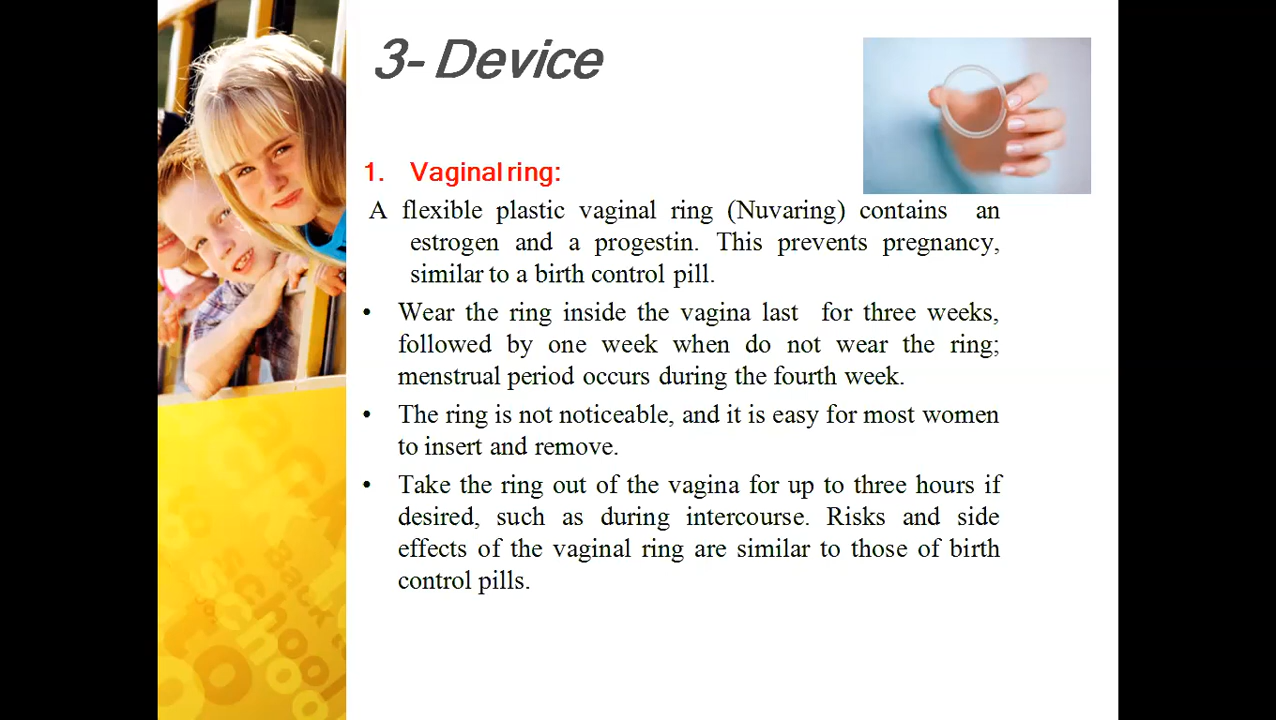 3- Device
1. Vaginal ring:
A flexible plastic vaginal ring (Nuvaring) contains an
estrogen and a progestin. This prevents pregnancy,
similar to a birth control pill.
• Wear the ring inside the vagina last for three weeks,
followed by one week when do not wear the ring;
menstrual period occurs during the fourth week.
• The ring is not noticeable, and it is easy for most women
to insert and remove.
• Take the ring out of the vagina for up to three hours if
desired, such as during intercourse. Risks and side
effects of the vaginal ring are similar to those of birth
control pills.